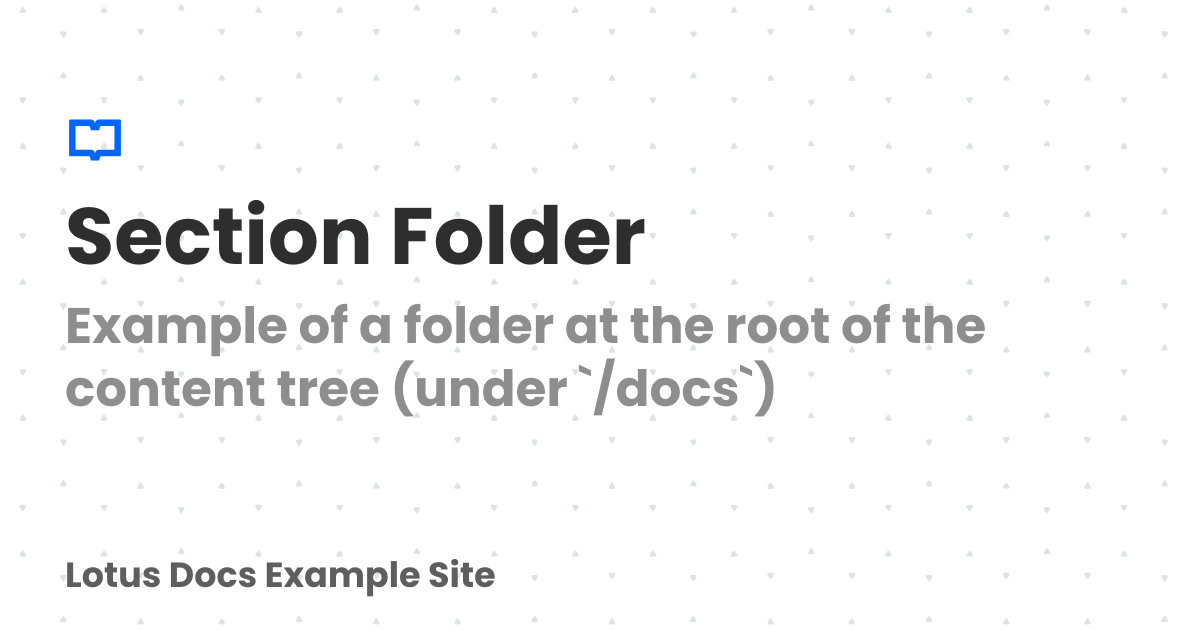 Section Folder
Example of a folder at the root of the
content tree (under `/docs`)
Lotus Docs Example Site